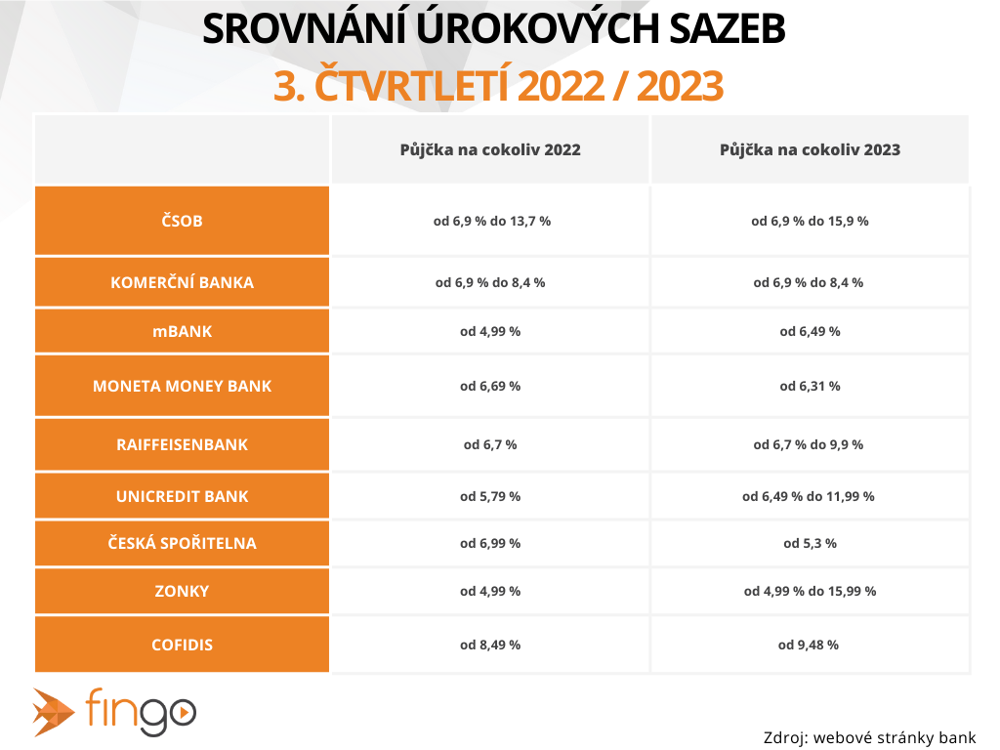 SROVNÁNÍ ÚROKOVÝCH SAZEB
3. ČTVRTLETÍ 2022 / 2023
Půjčka na cokoliv 2022 Půjčka na cokoliv 2023
ČSOB od 6,9 % do 13,7 % od 6,9 % do 15,9 %
KOMERČNÍ BANKA od 6,9 % do 8,4 % od 6,9 % do 8,4 %
mBANK od 4,99 % od 6,49 %
MONETA MONEY BANK od 6,69 % od 6,31 %
RAIFFEISENBANK od 6,7 % od 6,7 % do 9,9 %
UNICREDIT BANK od 5,79 % od 6,49 % do 11,99 %
ČESKÁ SPOŘITELNA od 6,99 % od 5,3 %
ZONKY od 4,99 % od 4,99 % do 15,99 %
COFIDIS od 8,49 % od 9,48 %
fingo
Zdroj: webové stránky bank